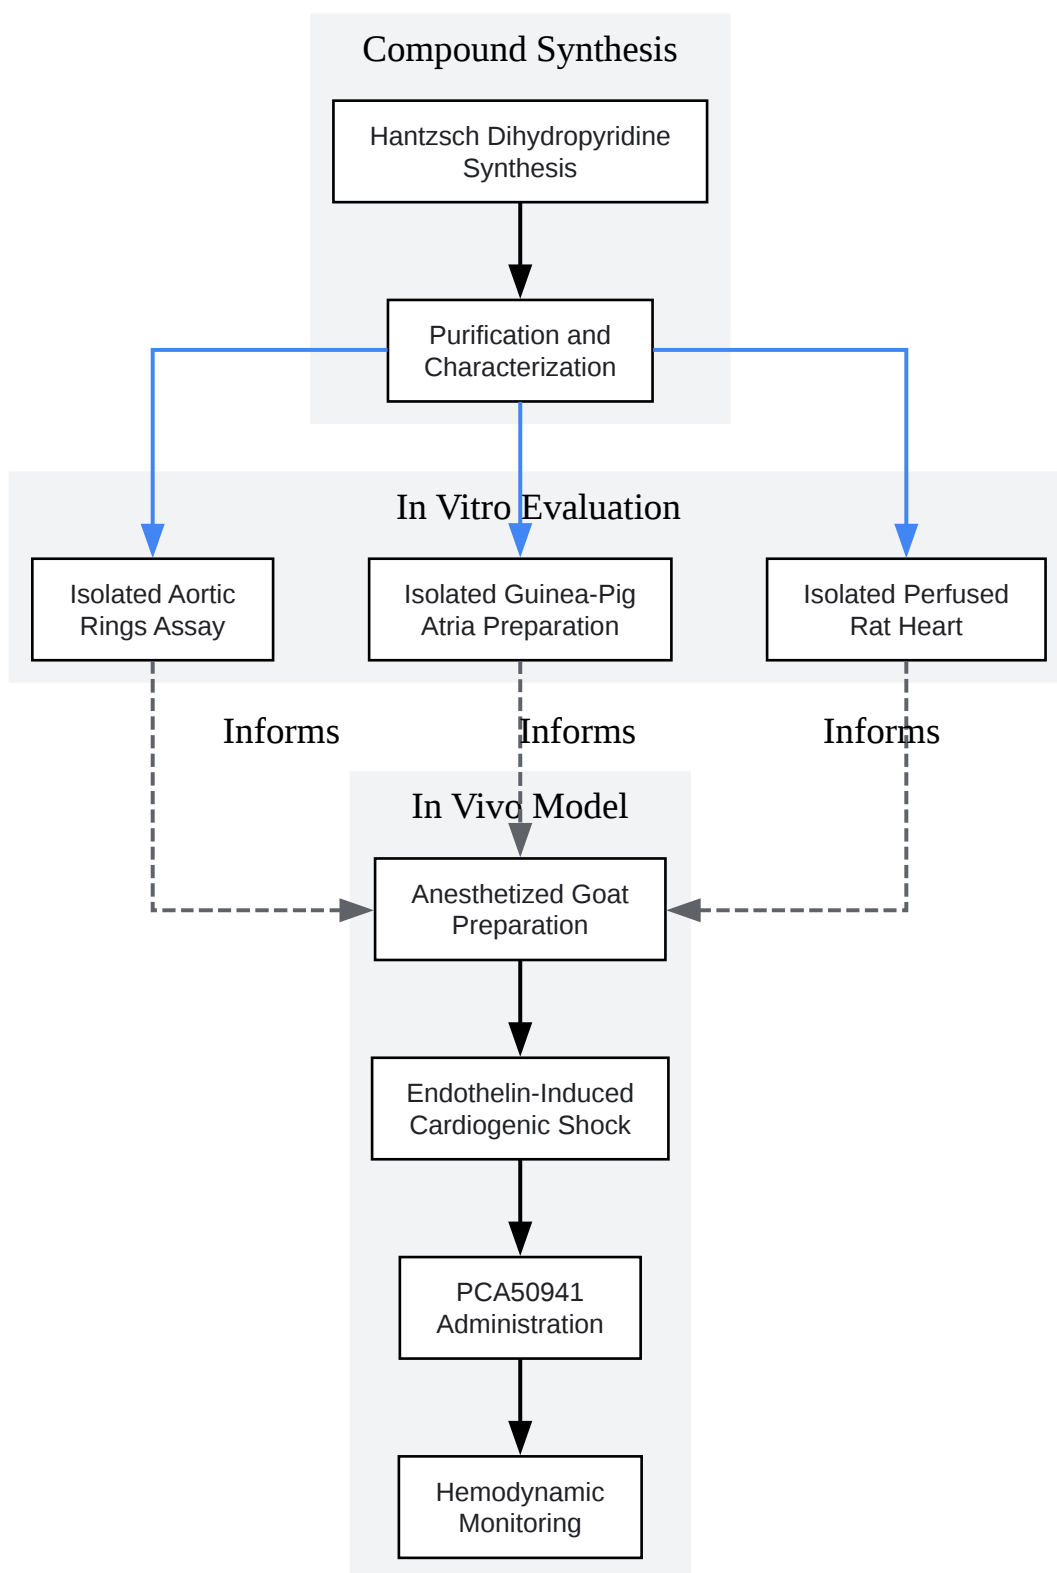 Compound Synthesis
Hantzsch Dihydropyridine
Synthesis
Purification and
Characterization
In Vitro Evaluation
Isolated Aortic
Rings Assay
Isolated Guinea-Pig
Atria Preparation
Isolated Perfused
Rat Heart
Informs
Informs
Informs
In Vivo Model
Anesthetized Goat
Preparation
Endothelin-Induced
Cardiogenic Shock
PCA50941
Administration
Hemodynamic
Monitoring